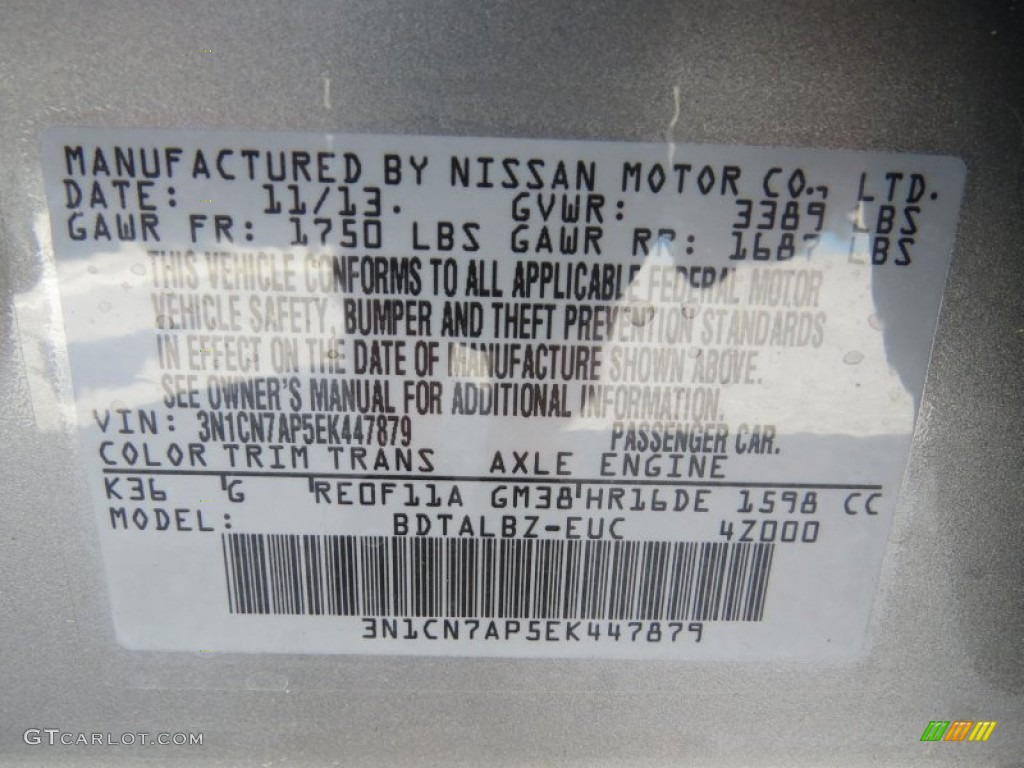 MANUFACTURED BY NISSAN MOTOR CO., LTD.
DATE: 11/13. GVWR: 3389 LBS
GAWR FR: 1750 LBS GAWR RR: 1687 LBS
THIS VEHICLE CONFORMS TO ALL APPLICABLE FEDERAL MOTOR
VEHICLE SAFETY, BUMPER AND THEFT PREVENTION STANDARDS
IN EFFECT ON THE DATE OF MANUFACTURE SHOWN ABOVE.
SEE OWNER'S MANUAL FOR ADDITIONAL INFORMATION.
VIN: 3N1CN7AP5EK447879 PASSENGER CAR.
COLOR TRIM TRANS AXLE ENGINE
K36 G RE0F11A GM38 HR16DE 1598 CC
MODEL: BDTALBZ-EUC 4Z000
3N1CN7AP5EK447879
GTCARLOT.COM